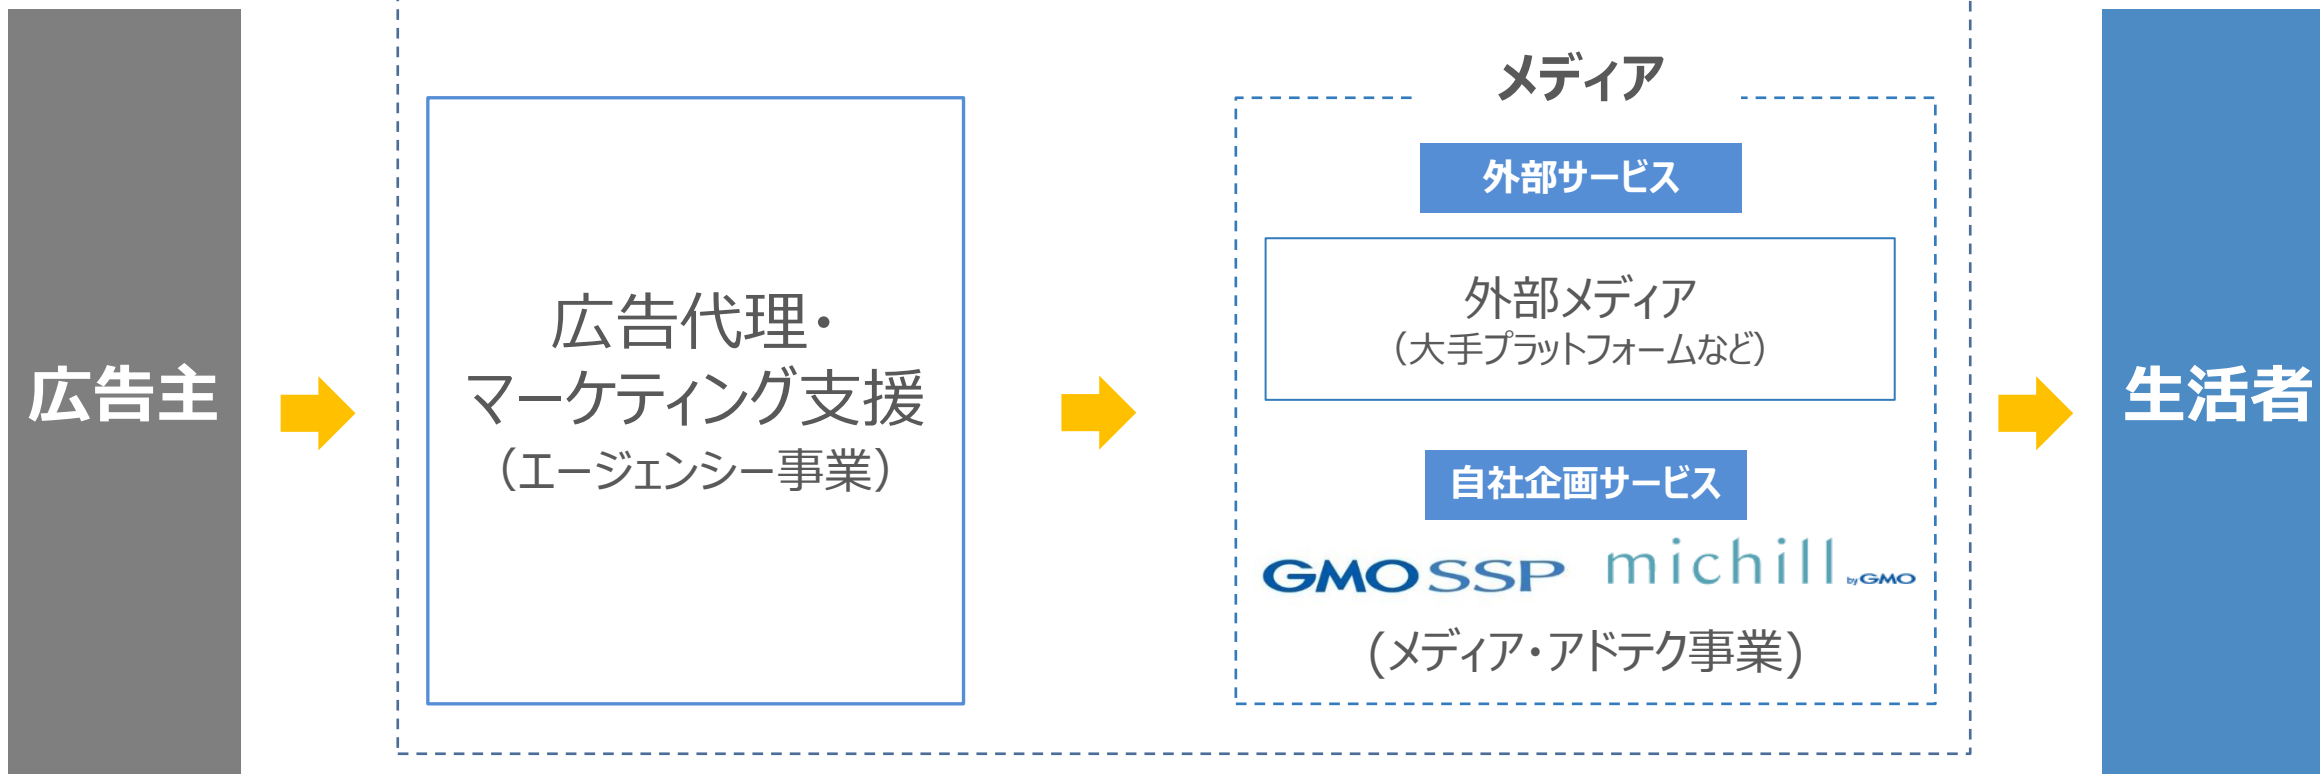 広告主
広告代理・
マーケティング支援
（エージェンシー事業）
メディア
外部サービス
外部メディア
（大手プラットフォームなど）
自社企画サービス
GMO SSP
michill byGMO
(メディア・アドテク事業)
生活者